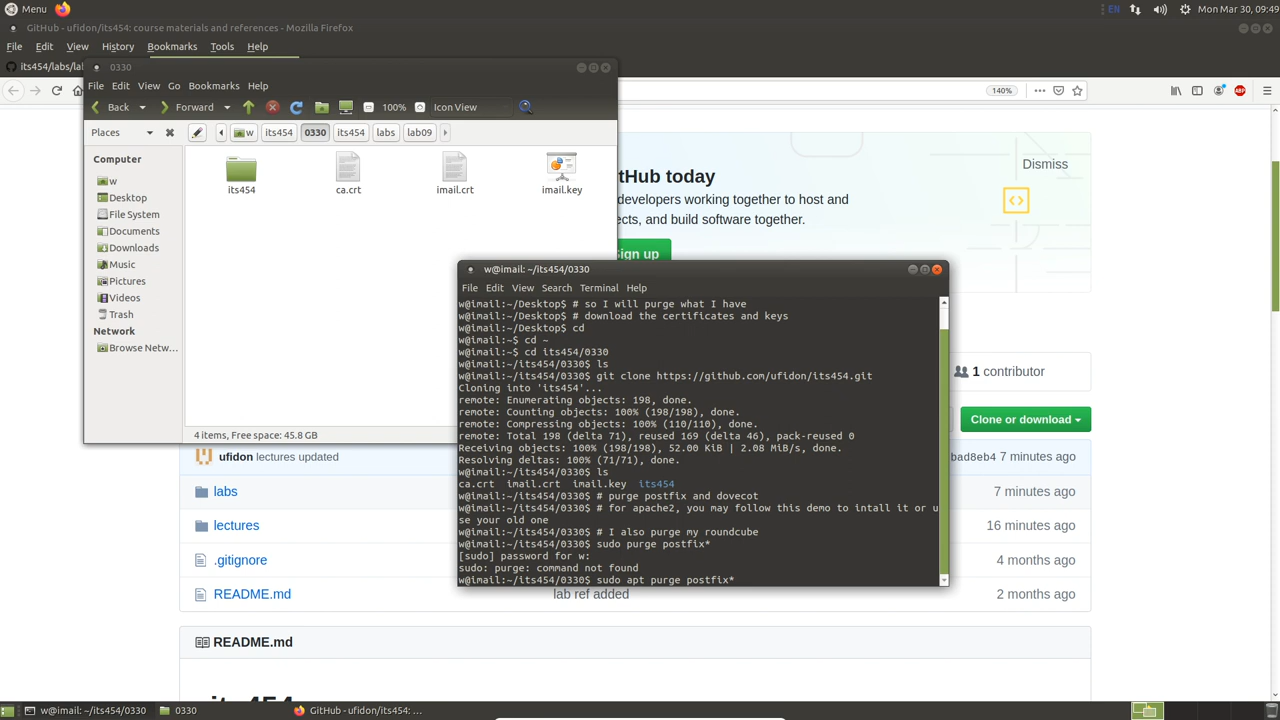 Menu
EN
Mon Mar 30, 09:49
GitHub - ufidon/its454: course materials and references - Mozilla Firefox
File Edit View History Bookmarks Tools Help
its454/labs/la
0330
File Edit View Go Bookmarks Help
Back Forward 100% Icon View
140%
Places w its454 0330 its454 labs lab09
Computer
w
Desktop
File System
Documents
Downloads
Music
Pictures
Videos
Trash
Network
Browse Netw...
its454 ca.crt imail.crt imail.key
4 items, Free space: 45.8 GB
Dismiss
tHub today
developers working together to host and
ects, and build software together.
ign up
w@imail: ~/its454/0330
File Edit View Search Terminal Help
w@imail:~/Desktop$ # so I will purge what I have
w@imail:~/Desktop$ # download the certificates and keys
w@imail:~/Desktop$ cd
w@imail:~$ cd ~
w@imail:~$ cd its454/0330
w@imail:~/its454/0330$ ls
w@imail:~/its454/0330$ git clone https://github.com/ufidon/its454.git
Cloning into 'its454'...
remote: Enumerating objects: 198, done.
remote: Counting objects: 100% (198/198), done.
remote: Compressing objects: 100% (110/110), done.
remote: Total 198 (delta 71), reused 169 (delta 46), pack-reused 0
Receiving objects: 100% (198/198), 52.00 KiB | 2.08 MiB/s, done.
Resolving deltas: 100% (71/71), done.
w@imail:~/its454/0330$ ls
ca.crt imail.crt imail.key its454
w@imail:~/its454/0330$ # purge postfix and dovecot
w@imail:~/its454/0330$ # for apache2, you may follow this demo to intall it or u
se your old one
w@imail:~/its454/0330$ # I also purge my roundcube
w@imail:~/its454/0330$ sudo purge postfix*
[sudo] password for w:
sudo: purge: command not found
w@imail:~/its454/0330$ sudo apt purge postfix*
1 contributor
Clone or download
ufidon lectures updated
bad8eb4 7 minutes ago
labs 7 minutes ago
lectures 16 minutes ago
.gitignore 4 months ago
README.md lab ref added 2 months ago
README.md
its454
w@imail: ~/its454/0330
0330
GitHub - ufidon/its454: ...